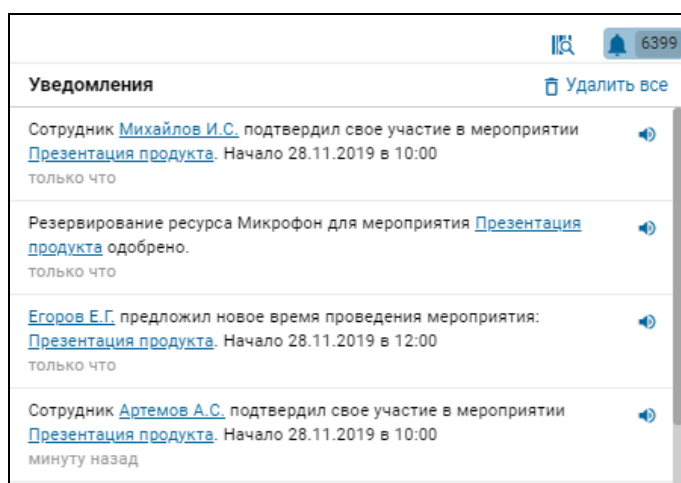 6399
Уведомления Удалить все
Сотрудник Михайлов И.С. подтвердил свое участие в мероприятии
Презентация продукта. Начало 28.11.2019 в 10:00
только что
Резервирование ресурса Микрофон для мероприятия Презентация
продукта одобрено.
только что
Егоров Е.Г. предложил новое время проведения мероприятия:
Презентация продукта. Начало 28.11.2019 в 12:00
только что
Сотрудник Артемов А.С. подтвердил свое участие в мероприятии
Презентация продукта. Начало 28.11.2019 в 10:00
минуту назад